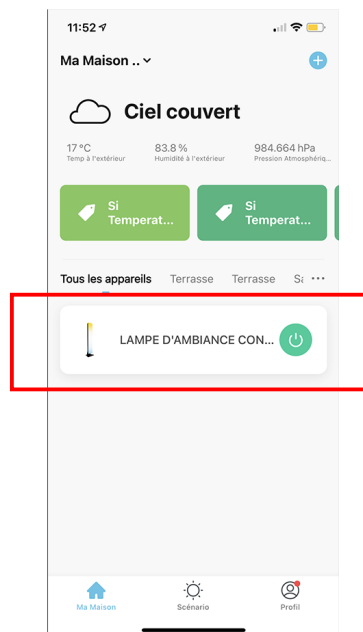 11:52
Ma Maison ..
Ciel couvert
17 °C
Temp à l'extérieur
83.8 %
Humidité à l'extérieur
984.664 hPa
Pression Atmosphériq...
Si
Temperat...
Si
Temperat...
Tous les appareils Terrasse Terrasse Sa ...
LAMPE D'AMBIANCE CON...
Ma Maison
Scénario
Profil